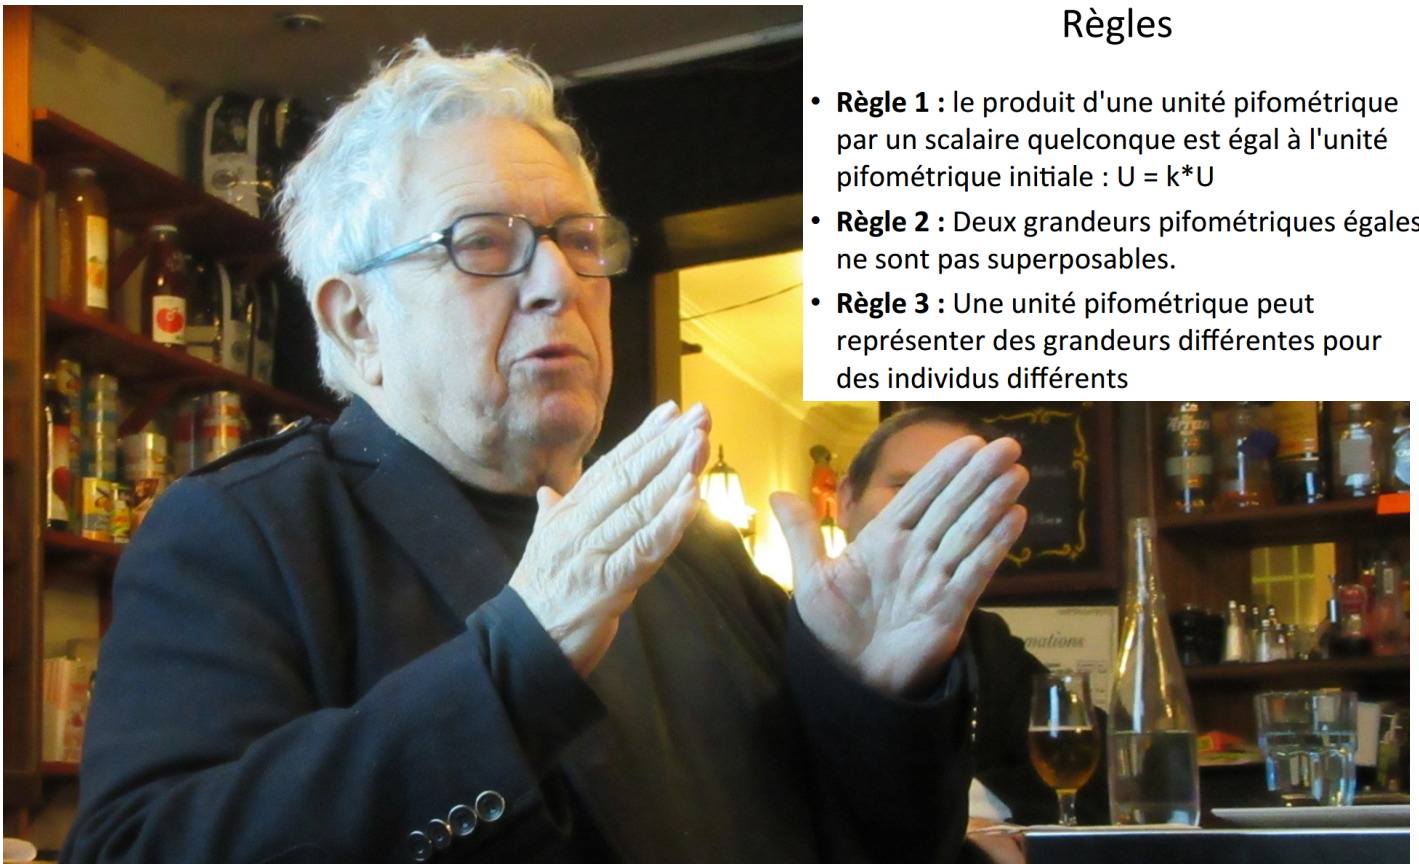 Règles
• Règle 1 : le produit d'une unité pifométrique
par un scalaire quelconque est égal à l'unité
pifométrique initiale : U = k*U
• Règle 2 : Deux grandeurs pifométriques égales
ne sont pas superposables.
• Règle 3 : Une unité pifométrique peut
représenter des grandeurs différentes pour
des individus différents
Arran
mations